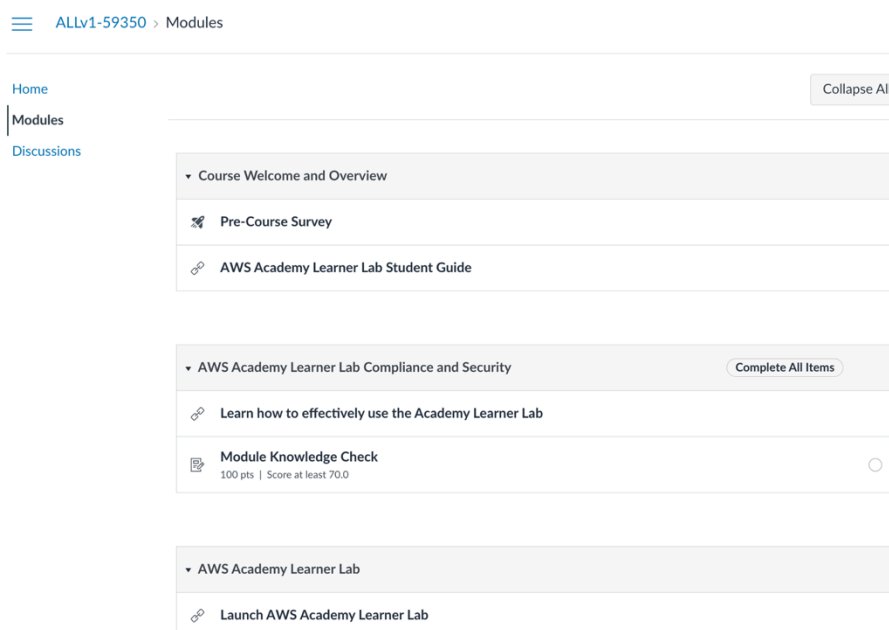 ALLv1-59350 > Modules
Home
Collapse Al
Modules
Discussions
Course Welcome and Overview
Pre-Course Survey
AWS Academy Learner Lab Student Guide
AWS Academy Learner Lab Compliance and Security
Complete All Items
Learn how to effectively use the Academy Learner Lab
Module Knowledge Check
100 pts | Score at least 70.0
AWS Academy Learner Lab
Launch AWS Academy Learner Lab